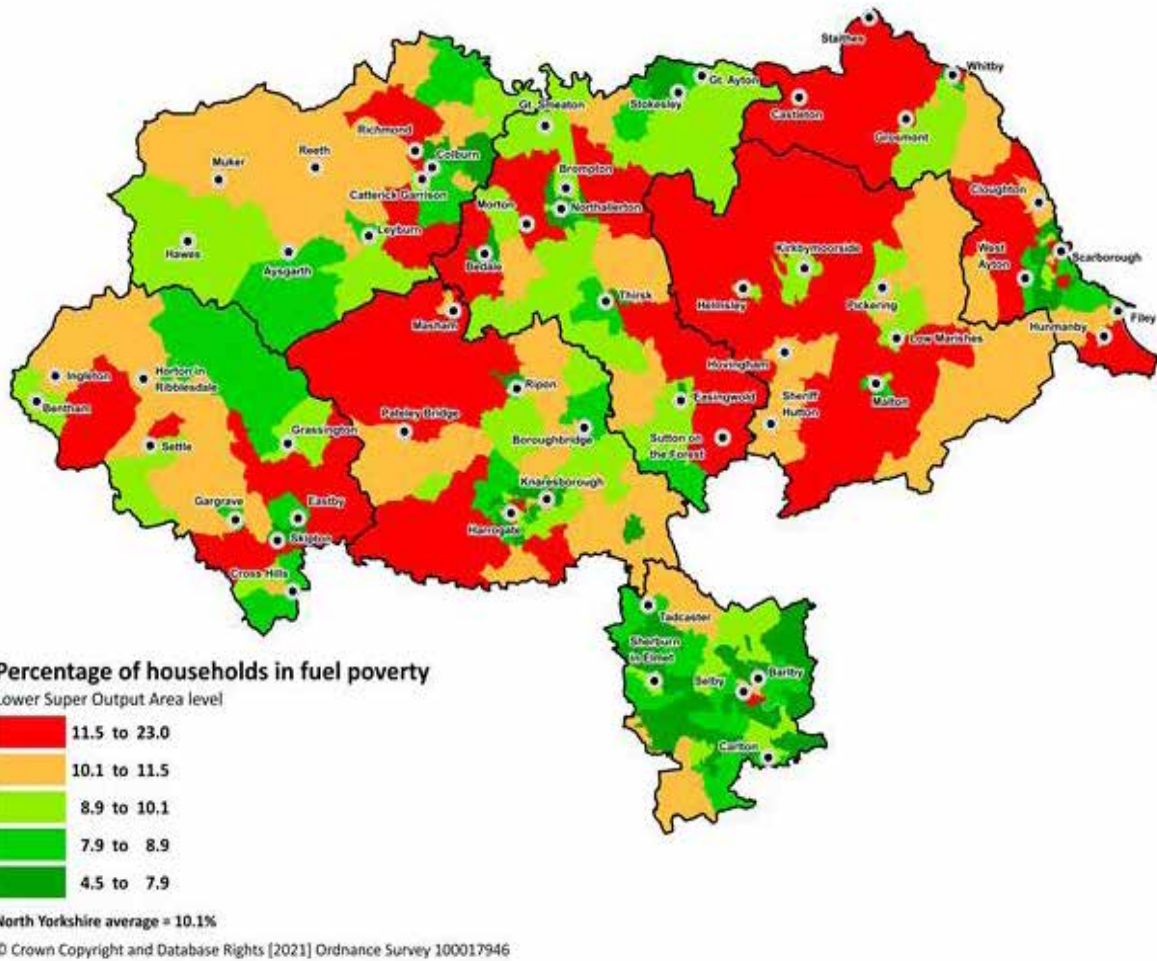 Staithes
Whitby
Gt. Ayton
Stokesley
Castleton
Grosmont
Gt. Smeaton
Richmond
Colburn
Reeth
Muker
Catterick Garrison
Brompton
Northallerton
Morton
Cloughton
Leyburn
Hawes
Aysgarth
Bedale
Kirkbymoorside
West
Ayton
Scarborough
Helmsley
Pickering
Thirsk
Masham
Filey
Hunmanby
Low Marishes
Hovingham
Ingleton
Horton in
Ribblesdale
Ripon
Bentham
Sheriff
Hutton
Malton
Easingwold
Pateley Bridge
Grassington
Boroughbridge
Settle
Sutton on
the Forest
Knaresborough
Gargrave
Eastby
Harrogate
Skipton
Cross Hills
Tadcaster
Sherburn
in Elmet
Barlby
Selby
Carlton
Percentage of households in fuel poverty
Lower Super Output Area level
11.5 to 23.0
10.1 to 11.5
8.9 to 10.1
7.9 to 8.9
4.5 to 7.9
North Yorkshire average = 10.1%
© Crown Copyright and Database Rights [2021] Ordnance Survey 100017946